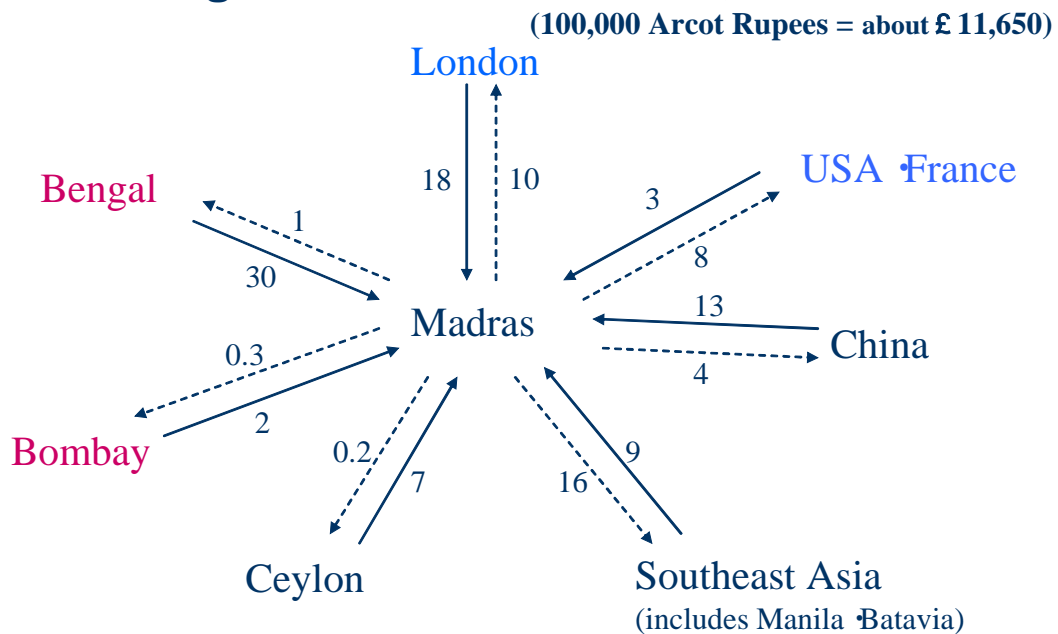 (100,000 Arcot Rupees = about £ 11,650)
London
18
10
USA •France
Bengal
3
1
8
30
13
Madras
China
0.3
4
2
Bombay
0.2
7
9
16
Ceylon
Southeast Asia
(includes Manila •Batavia)